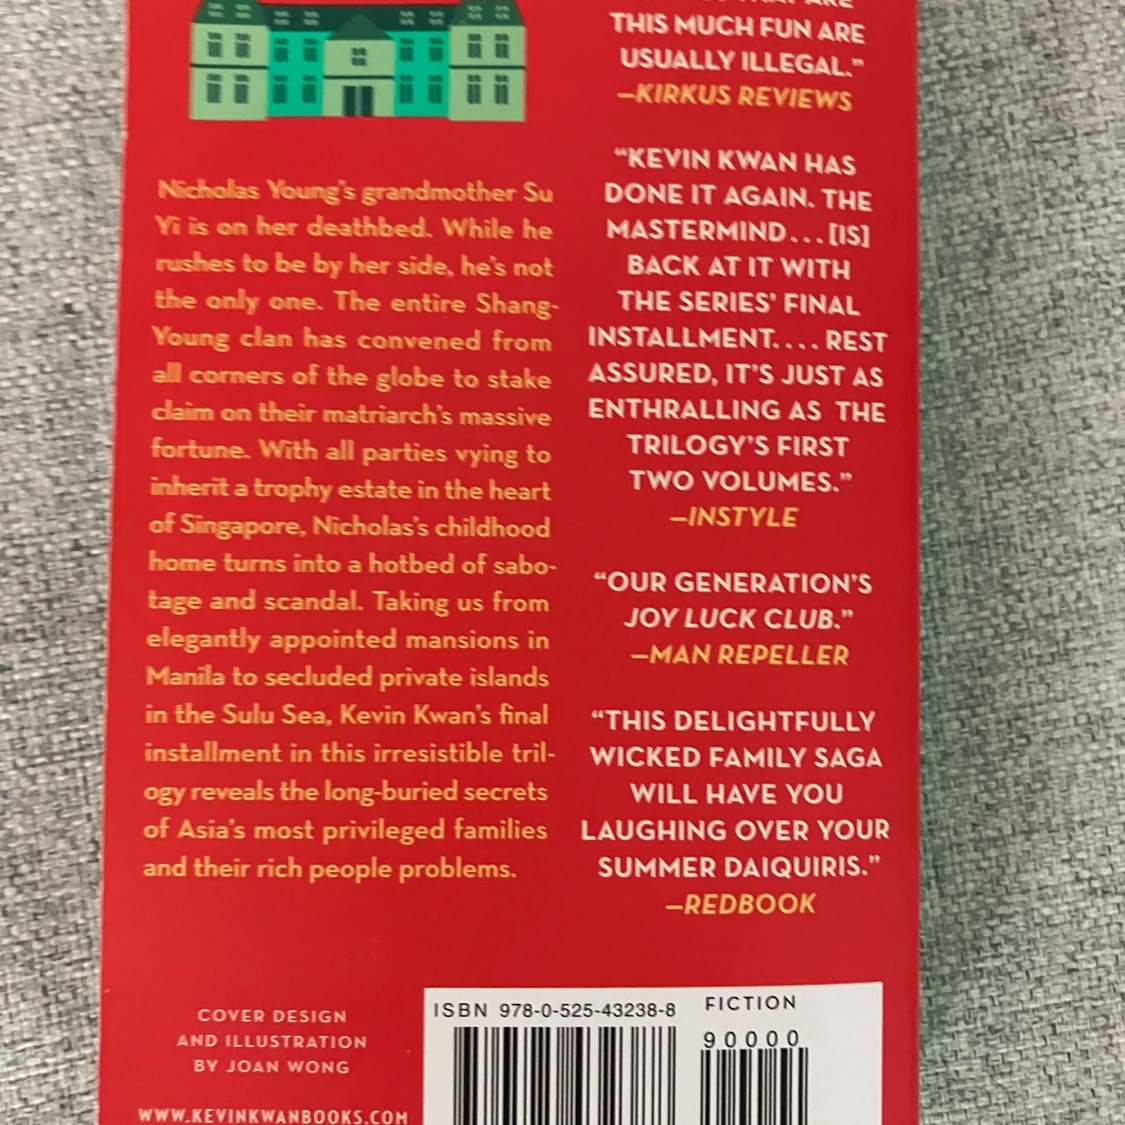 Nicholas Young's grandmother Su
Yi is on her deathbed. While he
rushes to be by her side, he's not
the only one. The entire Shang-
Young clan has convened from
all corners of the globe to stake
claim on their matriarch's massive
fortune. With all parties vying to
inherit a trophy estate in the heart
of Singapore, Nicholas's childhood
home turns into a hotbed of sabo-
tage and scandal. Taking us from
elegantly appointed mansions in
Manila to secluded private islands
in the Sulu Sea, Kevin Kwan's final
installment in this irresistible tril-
ogy reveals the long-buried secrets
of Asia's most privileged families
and their rich people problems.
THAT ARE
THIS MUCH FUN ARE
USUALLY ILLEGAL."
—KIRKUS REVIEWS
"KEVIN KWAN HAS
DONE IT AGAIN. THE
MASTERMIND . . . [IS]
BACK AT IT WITH
THE SERIES' FINAL
INSTALLMENT. . . . REST
ASSURED, IT'S JUST AS
ENTHRALLING AS THE
TRILOGY'S FIRST
TWO VOLUMES."
—INSTYLE
"OUR GENERATION'S
JOY LUCK CLUB."
—MAN REPELLER
"THIS DELIGHTFULLY
WICKED FAMILY SAGA
WILL HAVE YOU
LAUGHING OVER YOUR
SUMMER DAIQUIRIS."
—REDBOOK
COVER DESIGN
AND ILLUSTRATION
BY JOAN WONG
WWW.KEVINKWANBOOKS.COM
ISBN 978-0-525-43238-8
FICTION
90000